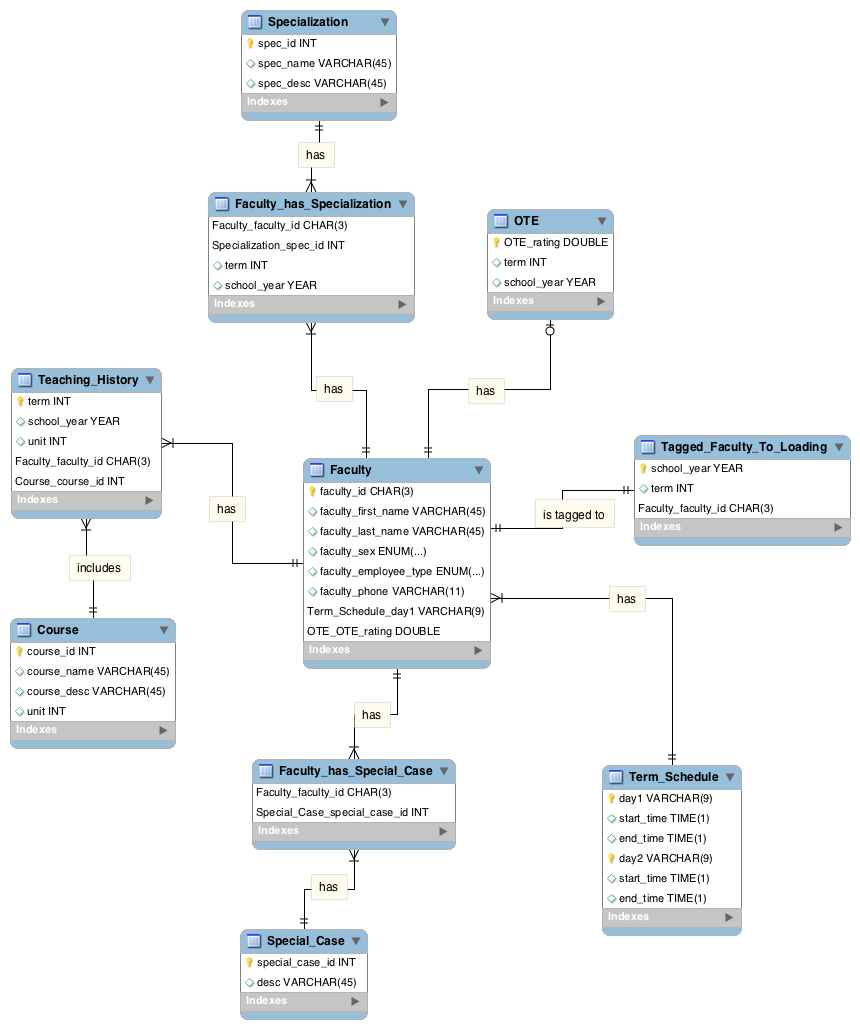 Specialization
spec_id INT
spec_name VARCHAR(45)
spec_desc VARCHAR(45)
Indexes
has
Faculty_has_Specialization
Faculty_faculty_id CHAR(3)
Specialization_spec_id INT
term INT
school_year YEAR
Indexes
OTE
OTE_rating DOUBLE
term INT
school_year YEAR
Indexes
has
has
Teaching_History
term INT
school_year YEAR
unit INT
Faculty_faculty_id CHAR(3)
Course_course_id INT
Indexes
has
includes
Course
course_id INT
course_name VARCHAR(45)
course_desc VARCHAR(45)
unit INT
Indexes
Faculty
faculty_id CHAR(3)
faculty_first_name VARCHAR(45)
faculty_last_name VARCHAR(45)
faculty_sex ENUM(...)
faculty_employee_type ENUM(...)
faculty_phone VARCHAR(11)
Term_Schedule_day1 VARCHAR(9)
OTE_OTE_rating DOUBLE
Indexes
is tagged to
Tagged_Faculty_To_Loading
school_year YEAR
term INT
Faculty_faculty_id CHAR(3)
Indexes
has
has
Faculty_has_Special_Case
Faculty_faculty_id CHAR(3)
Special_Case_special_case_id INT
Indexes
has
Special_Case
special_case_id INT
desc VARCHAR(45)
Indexes
Term_Schedule
day1 VARCHAR(9)
start_time TIME(1)
end_time TIME(1)
day2 VARCHAR(9)
start_time TIME(1)
end_time TIME(1)
Indexes